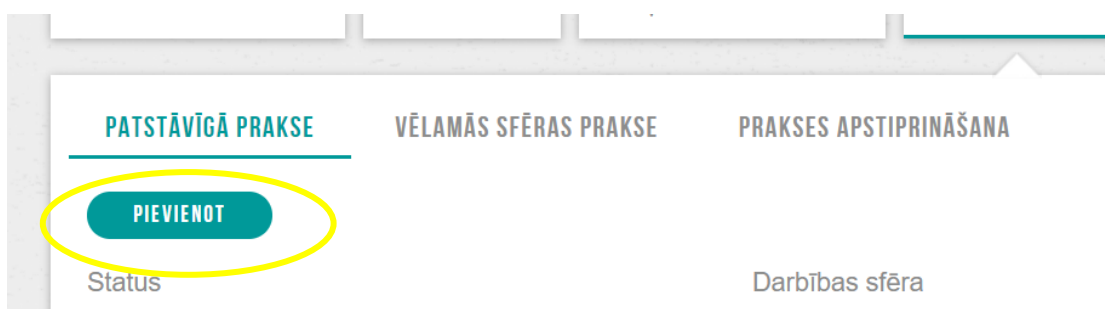 PATSTĀVĪGĀ PRAKSE VĒLAMĀS SFĒRAS PRAKSE PRAKSES APSTIPRINĀŠANA
PIEVIENOT
Status Darbības sfēra